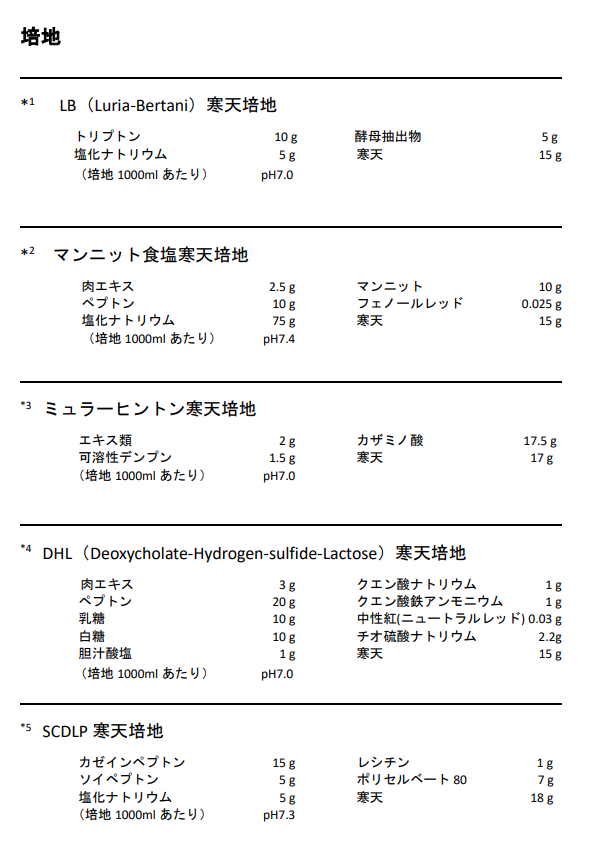 培地
*1 LB（Luria-Bertani）寒天培地
トリプトン 10 g 酵母抽出物 5 g
塩化ナトリウム 5 g 寒天 15 g
（培地 1000ml あたり） pH7.0
*2 マンニット食塩寒天培地
肉エキス 2.5 g マンニット 10 g
ペプトン 10 g フェノールレッド 0.025 g
塩化ナトリウム 75 g 寒天 15 g
（培地 1000ml あたり） pH7.4
*3 ミュラーヒントン寒天培地
エキス類 2 g カザミノ酸 17.5 g
可溶性デンプン 1.5 g 寒天 17 g
（培地 1000ml あたり） pH7.0
*4 DHL（Deoxycholate-Hydrogen-sulfide-Lactose）寒天培地
肉エキス 3 g クエン酸ナトリウム 1 g
ペプトン 20 g クエン酸鉄アンモニウム 1 g
乳糖 10 g 中性紅(ニュートラルレッド) 0.03 g
白糖 10 g チオ硫酸ナトリウム 2.2g
胆汁酸塩 1 g 寒天 15 g
（培地 1000ml あたり） pH7.0
*5 SCDLP 寒天培地
カゼインペプトン 15 g レシチン 1 g
ソイペプトン 5 g ポリセルベート 80 7 g
塩化ナトリウム 5 g 寒天 18 g
（培地 1000ml あたり） pH7.3